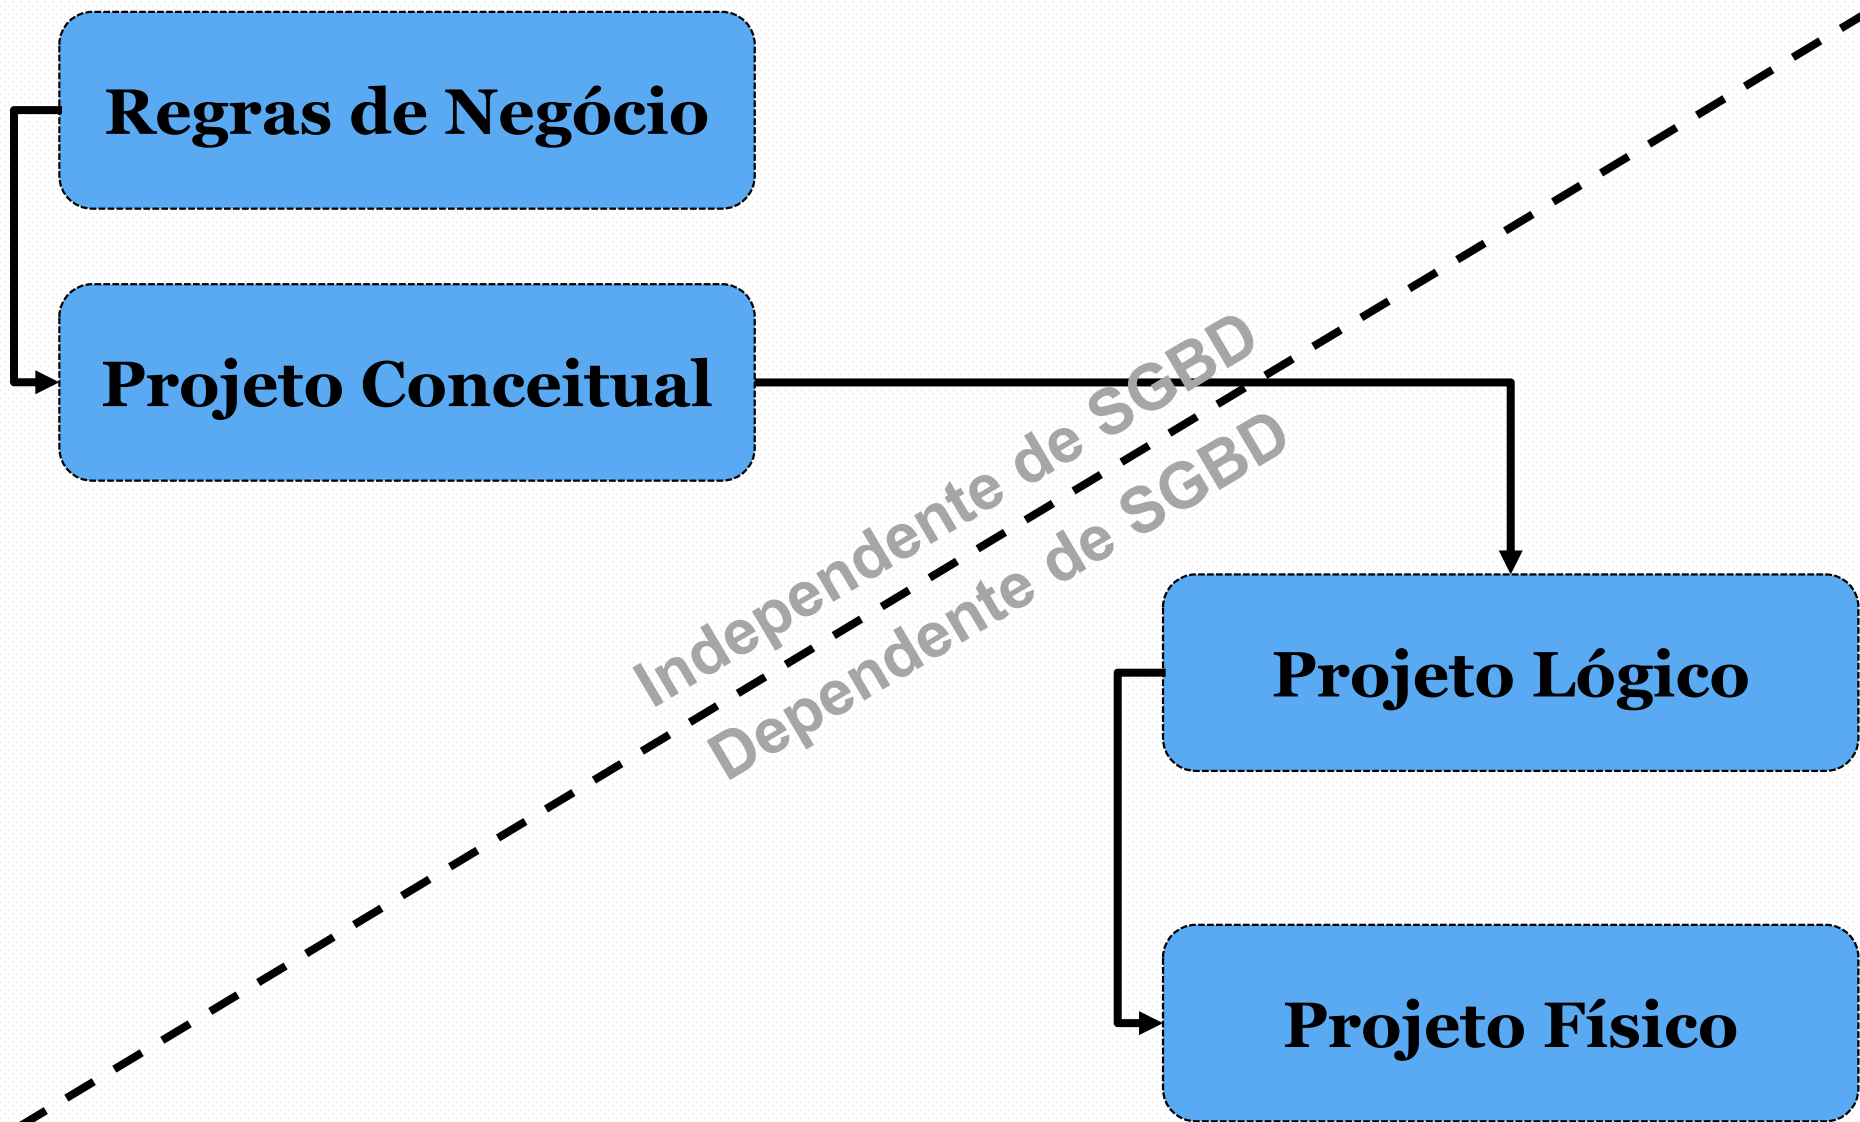 Regras de Negócio
Projeto Conceitual
Independente de SGBD
Dependente de SGBD
Projeto Lógico
Projeto Físico